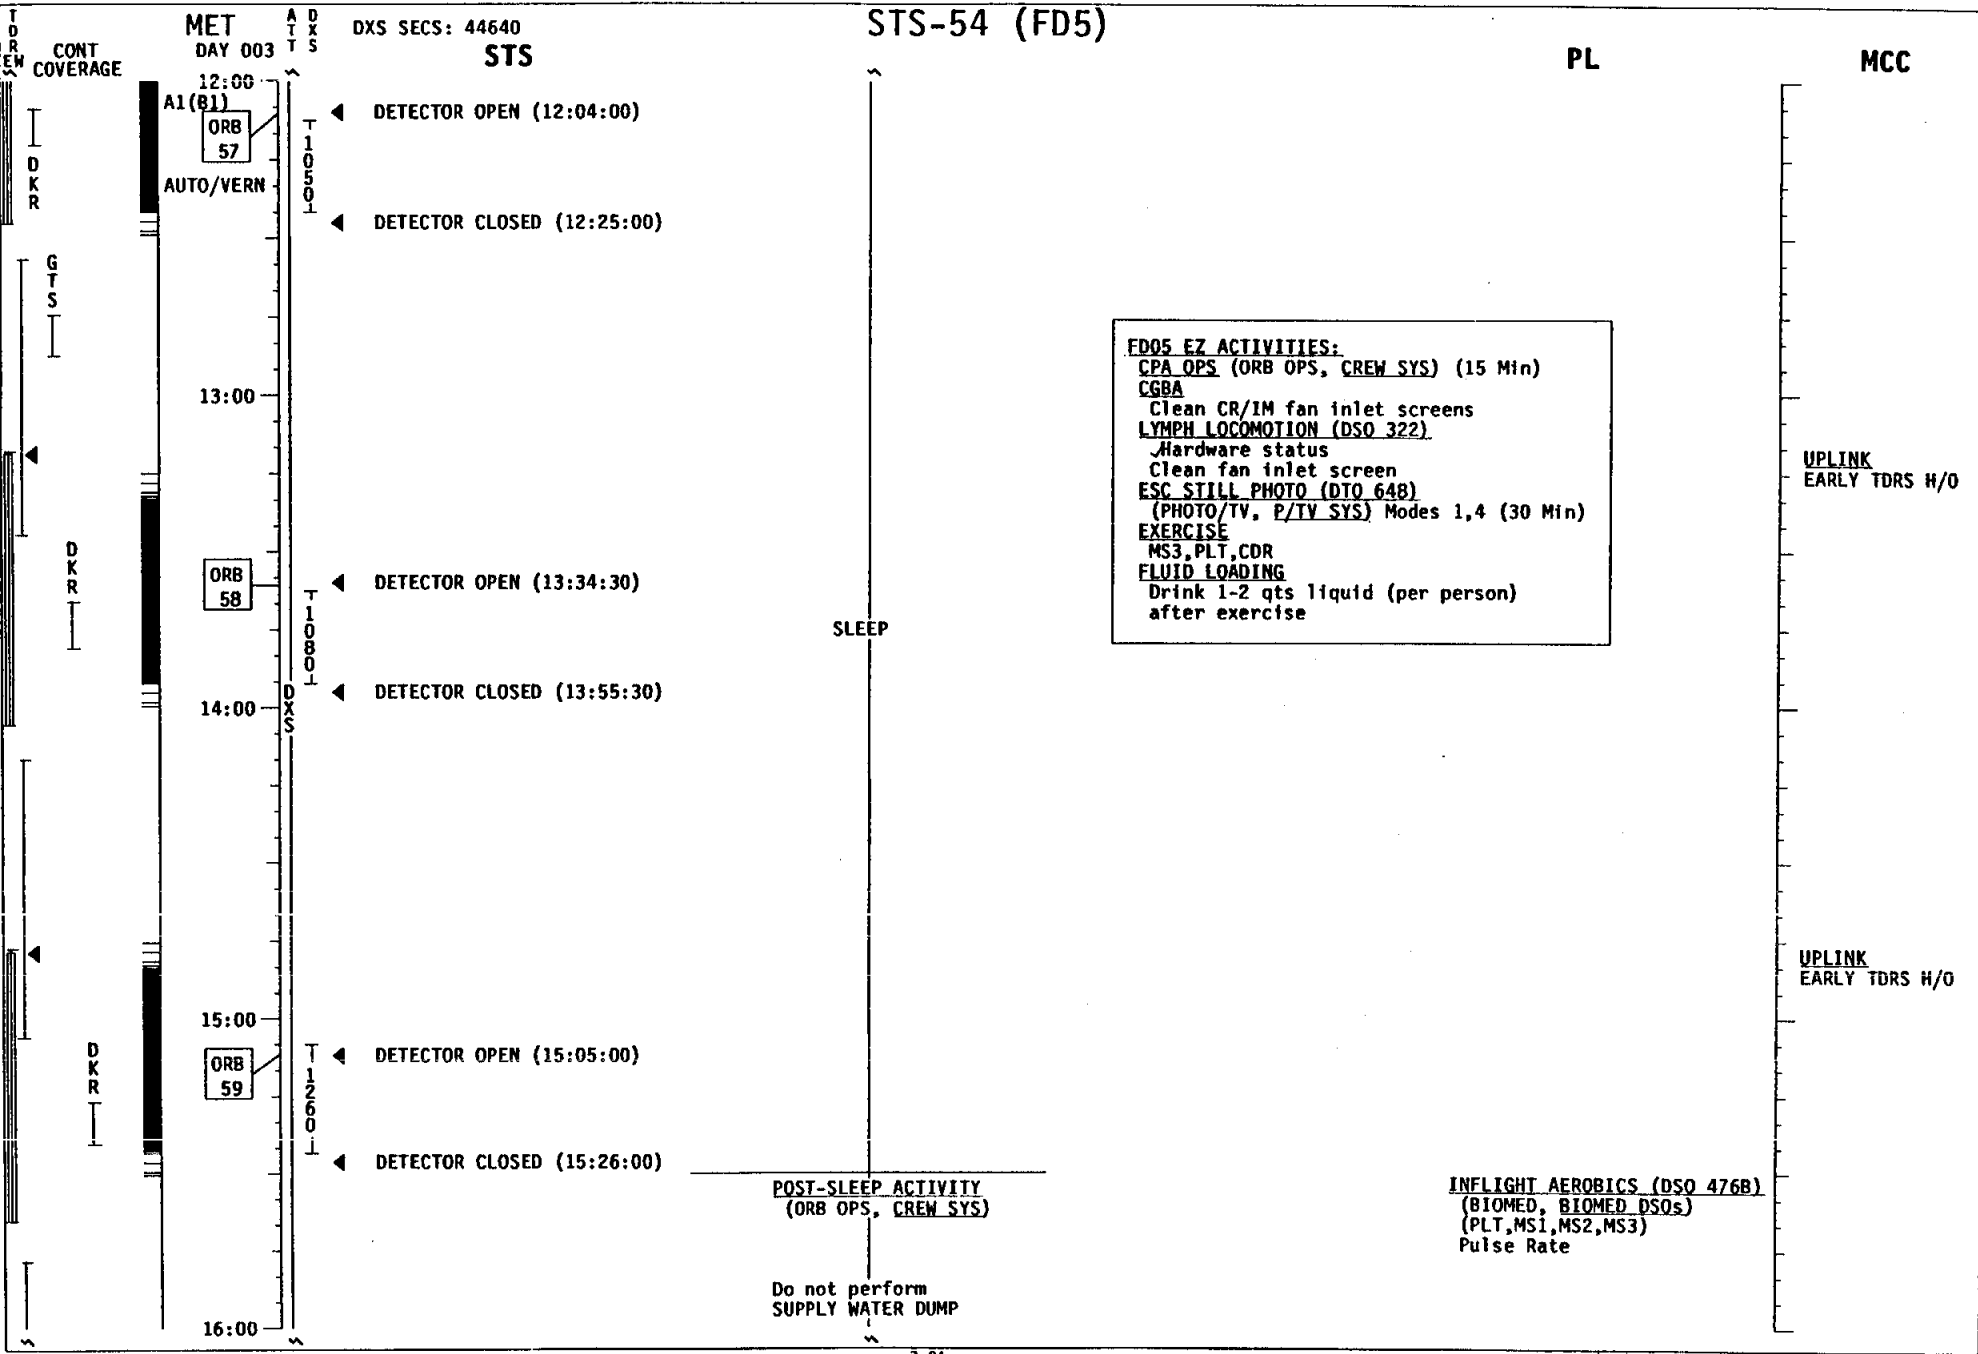 STS-54 (FD5)
TDR
EW
CONT
COVERAGE
MET
DAY 003
ATT
DXS
DXS SECS: 44640
STS
PL
MCC
12:00
A1(B1)
ORB
57
DKR
AUTO/VERN
1050
DETECTOR OPEN (12:04:00)
DETECTOR CLOSED (12:25:00)
GTS
13:00
FD05 EZ ACTIVITIES:
CPA OPS (ORB OPS, CREW SYS) (15 Min)
CGBA
Clean CR/IM fan inlet screens
LYMPH LOCOMOTION (DSO 322)
✓Hardware status
Clean fan inlet screen
ESC STILL PHOTO (DTO 648)
(PHOTO/TV, P/TV SYS) Modes 1,4 (30 Min)
EXERCISE
MS3,PLT,CDR
FLUID LOADING
Drink 1-2 qts liquid (per person)
after exercise
UPLINK
EARLY TDRS H/O
DKR
ORB
58
1080
DETECTOR OPEN (13:34:30)
SLEEP
DETECTOR CLOSED (13:55:30)
DXS
14:00
UPLINK
EARLY TDRS H/O
15:00
DKR
ORB
59
1260
DETECTOR OPEN (15:05:00)
DETECTOR CLOSED (15:26:00)
POST-SLEEP ACTIVITY
(ORB OPS, CREW SYS)
INFLIGHT AEROBICS (DSO 476B)
(BIOMED, BIOMED DSOs)
(PLT,MS1,MS2,MS3)
Pulse Rate
Do not perform
SUPPLY WATER DUMP
16:00